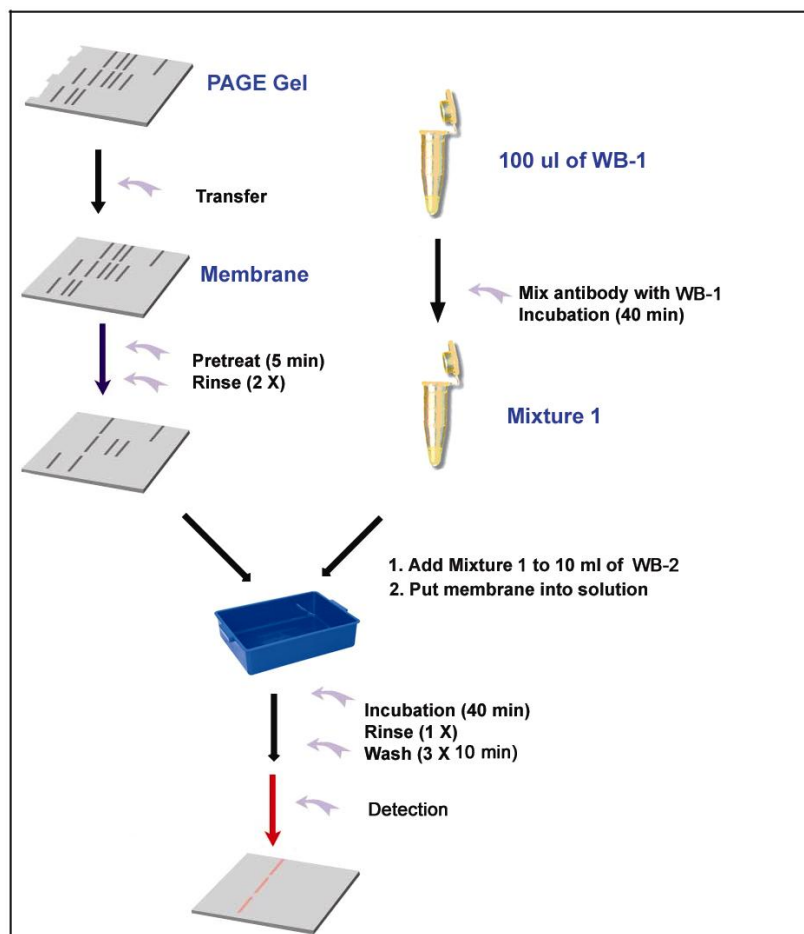 PAGE Gel
Transfer
Membrane
Pretreat (5 min)
Rinse (2 X)
100 ul of WB-1
Mix antibody with WB-1
Incubation (40 min)
Mixture 1
1. Add Mixture 1 to 10 ml of WB-2
2. Put membrane into solution
Incubation (40 min)
Rinse (1 X)
Wash (3 X 10 min)
Detection